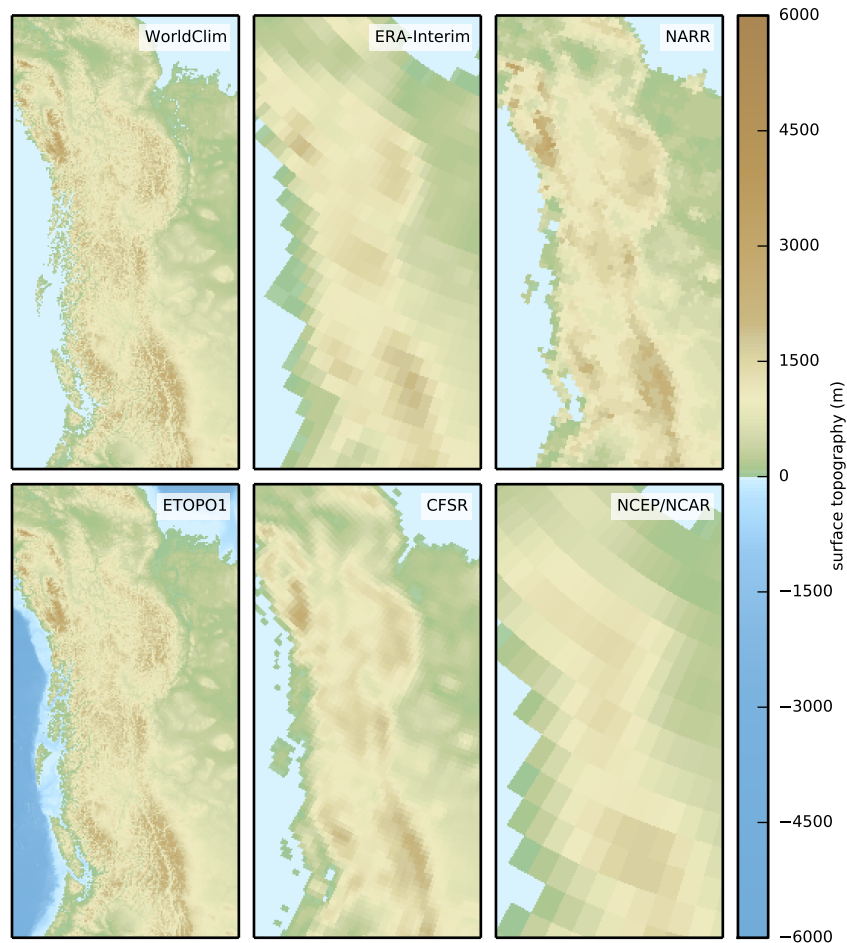 WorldClim
ERA-Interim
NARR
ETOPO1
CFSR
NCEP/NCAR
6000
4500
3000
1500
0
−1500
−3000
−4500
−6000
surface topography (m)